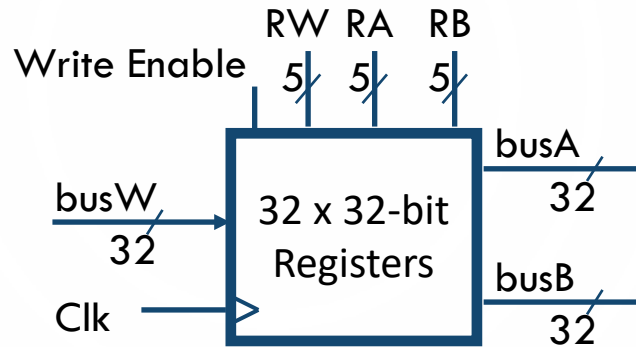 RW RA RB
Write Enable
5 5 5
busW
32
32 x 32-bit
Registers
busA
32
Clk
busB
32